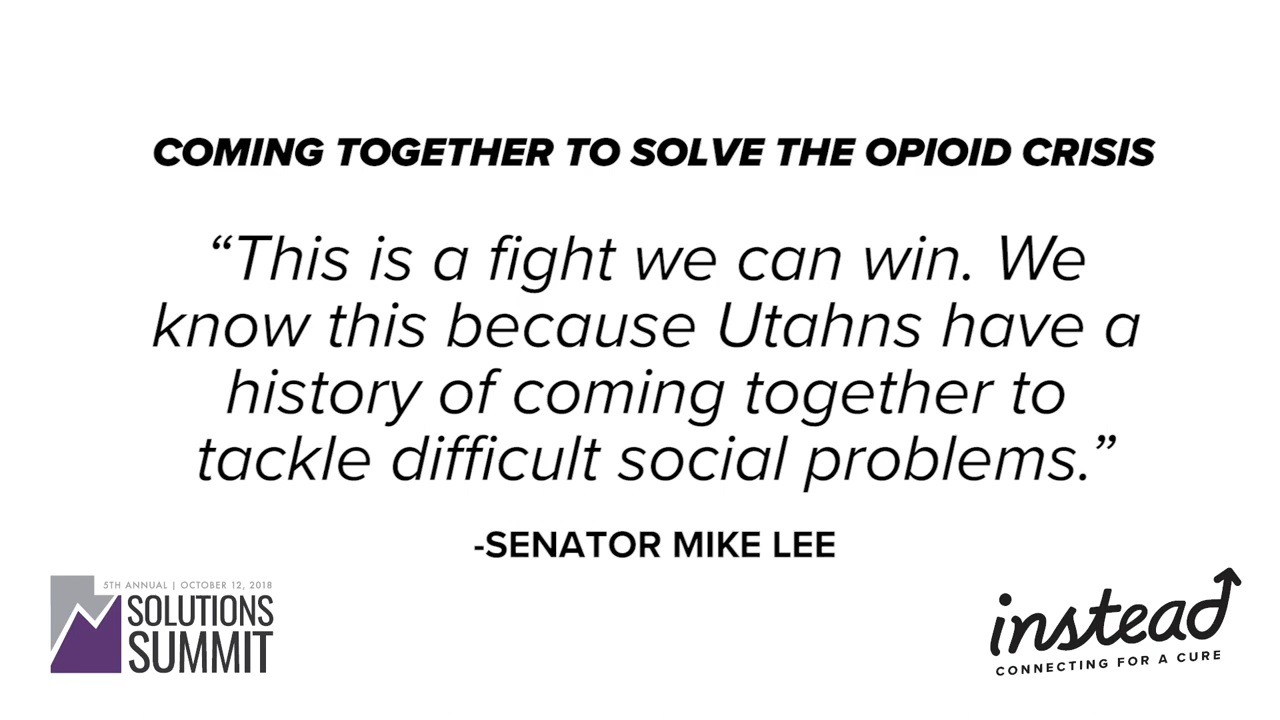 COMING TOGETHER TO SOLVE THE OPIOID CRISIS
“This is a fight we can win. We
know this because Utahns have a
history of coming together to
tackle difficult social problems.”
-SENATOR MIKE LEE
5TH ANNUAL | OCTOBER 12, 2018
SOLUTIONS
SUMMIT
instead
CONNECTING FOR A CURE